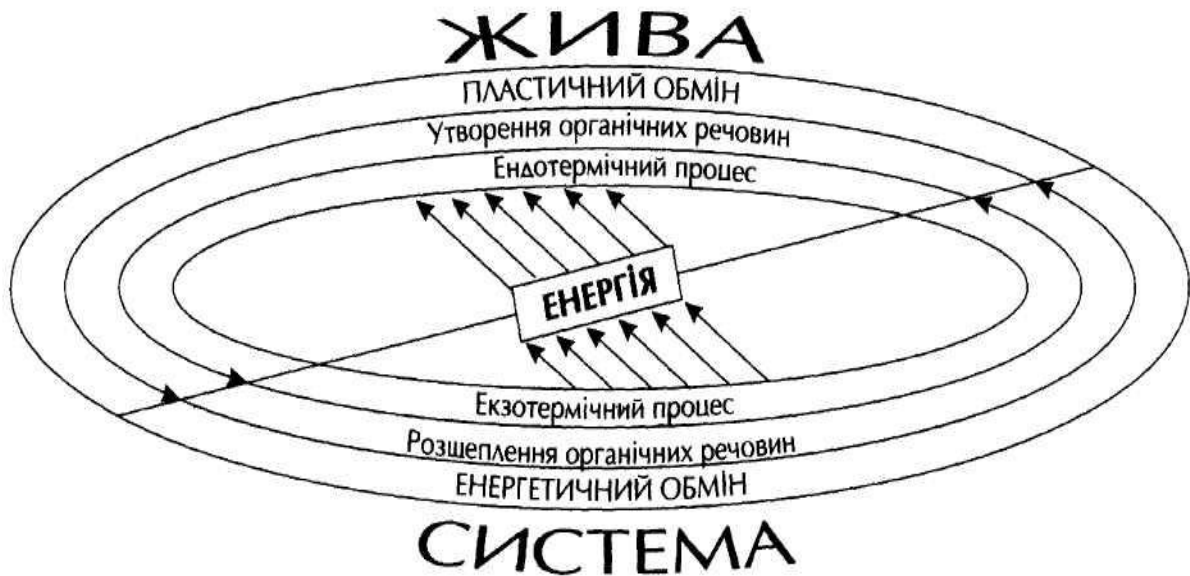 ЖИВА
ПЛАСТИЧНИЙ ОБМІН
Утворення органічних речовин
Ендотермічний процес
ЕНЕРГІЯ
Екзотермічний процес
Розщеплення органічних речовин
ЕНЕРГЕТИЧНИЙ ОБМІН
СИСТЕМА